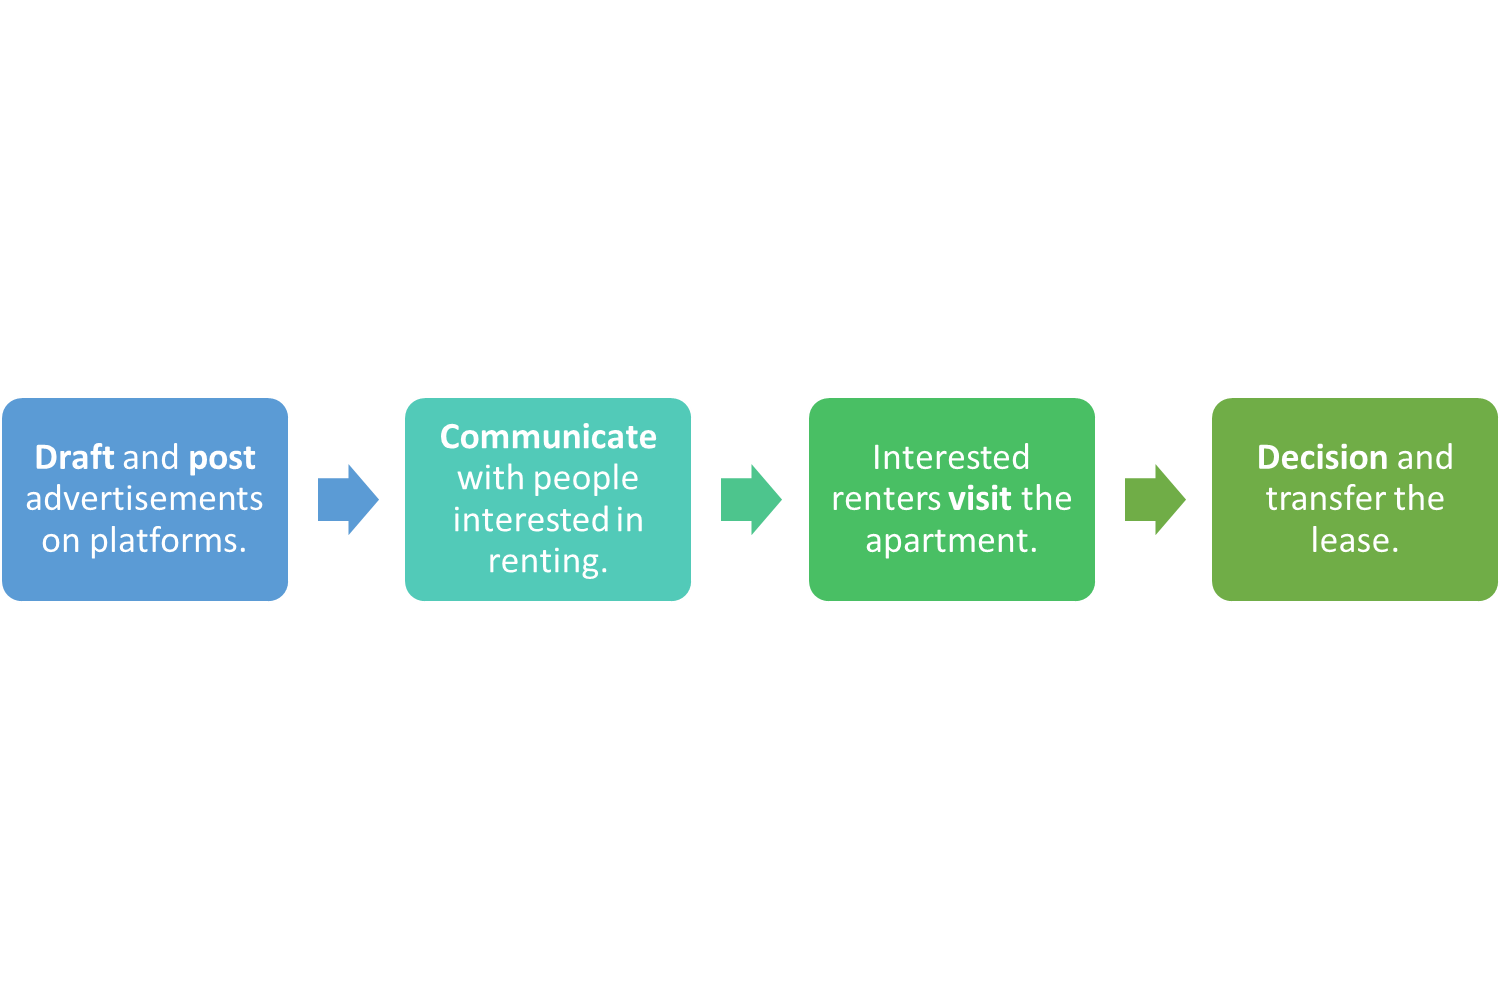 Draft and post
advertisements
on platforms.
Communicate
with people
interested in
renting.
Interested
renters visit the
apartment.
Decision and
transfer the
lease.